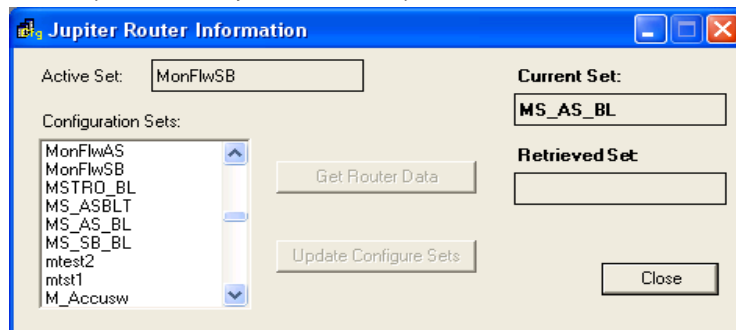 Jupiter Router Information
Active Set: MonFlwSB
Current Set:
MS_AS_BL
Configuration Sets:
MonFlwAS
MonFlwSB
MSTRO_BL
MS_ASBLT
MS_AS_BL
MS_SB_BL
mtest2
mtst1
M_Accusw
Get Router Data
Update Configure Sets
Retrieved Set:
Close